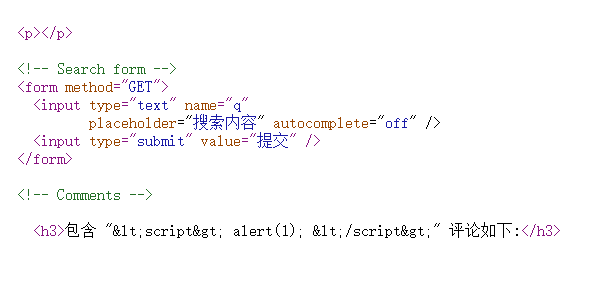 <p></p>
<!-- Search form -->
<form method="GET">
<input type="text" name="q"
placeholder="搜索内容" autocomplete="off" />
<input type="submit" value="提交" />
</form>
<!-- Comments -->
<h3>包含 "&lt;script&gt; alert(1); &lt;/script&gt;" 评论如下:</h3>